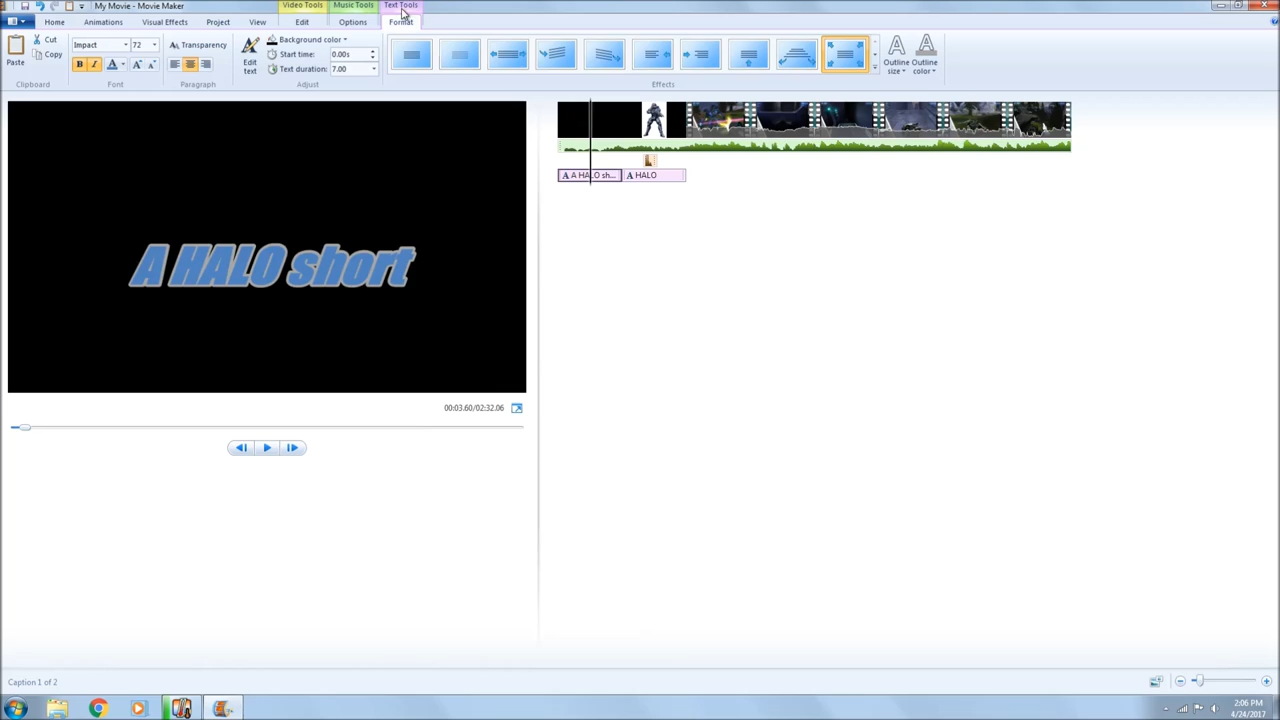 My Movie - Movie Maker
Video Tools
Music Tools
Text Tools
Home
Animations
Visual Effects
Project
View
Edit
Options
Format
Paste
Cut
Copy
Clipboard
Impact
72
B
I
Font
Transparency
Paragraph
Edit text
Background color
Start time: 0.00s
Text duration: 7.00
Adjust
Effects
Outline size
Outline color
A HALO short
A HALO sh...
HALO
00:03.60/02:32.06
Caption 1 of 2
2:06 PM
4/24/2017